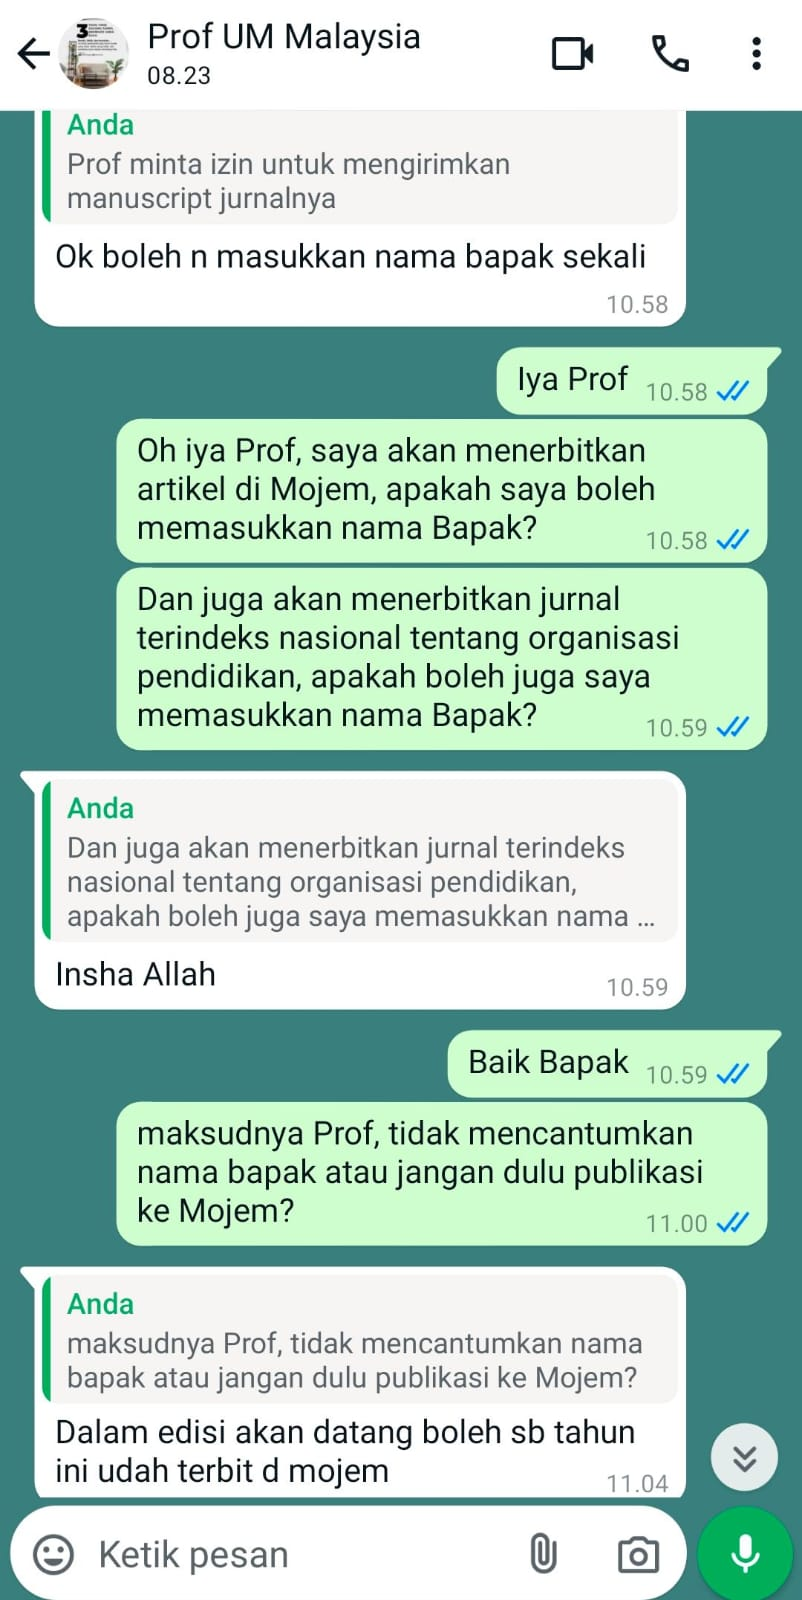 Prof UM Malaysia
08.23
Anda
Prof minta izin untuk mengirimkan
manuscript jurnalnya
Ok boleh n masukkan nama bapak sekali
10.58
Iya Prof 10.58
Oh iya Prof, saya akan menerbitkan
artikel di Mojem, apakah saya boleh
memasukkan nama Bapak?
10.58
Dan juga akan menerbitkan jurnal
terindeks nasional tentang organisasi
pendidikan, apakah boleh juga saya
memasukkan nama Bapak?
10.59
Anda
Dan juga akan menerbitkan jurnal terindeks
nasional tentang organisasi pendidikan,
apakah boleh juga saya memasukkan nama ...
Insha Allah
10.59
Baik Bapak 10.59
maksudnya Prof, tidak mencantumkan
nama bapak atau jangan dulu publikasi
ke Mojem?
11.00
Anda
maksudnya Prof, tidak mencantumkan nama
bapak atau jangan dulu publikasi ke Mojem?
Dalam edisi akan datang boleh sb tahun
ini udah terbit d mojem
11.04
Ketik pesan